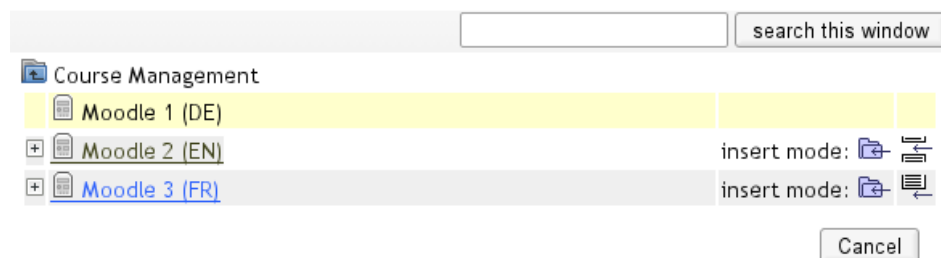 search this window
Course Management
Moodle 1 (DE)
Moodle 2 (EN) insert mode:
Moodle 3 (FR) insert mode:
Cancel